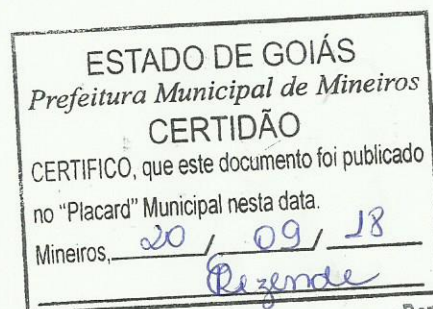 ESTADO DE GOIÁS
Prefeitura Municipal de Mineiros
CERTIDÃO
CERTIFICO, que este documento foi publicado
no “Placard” Municipal nesta data.
Mineiros, 20 / 09 / 18
Rezende